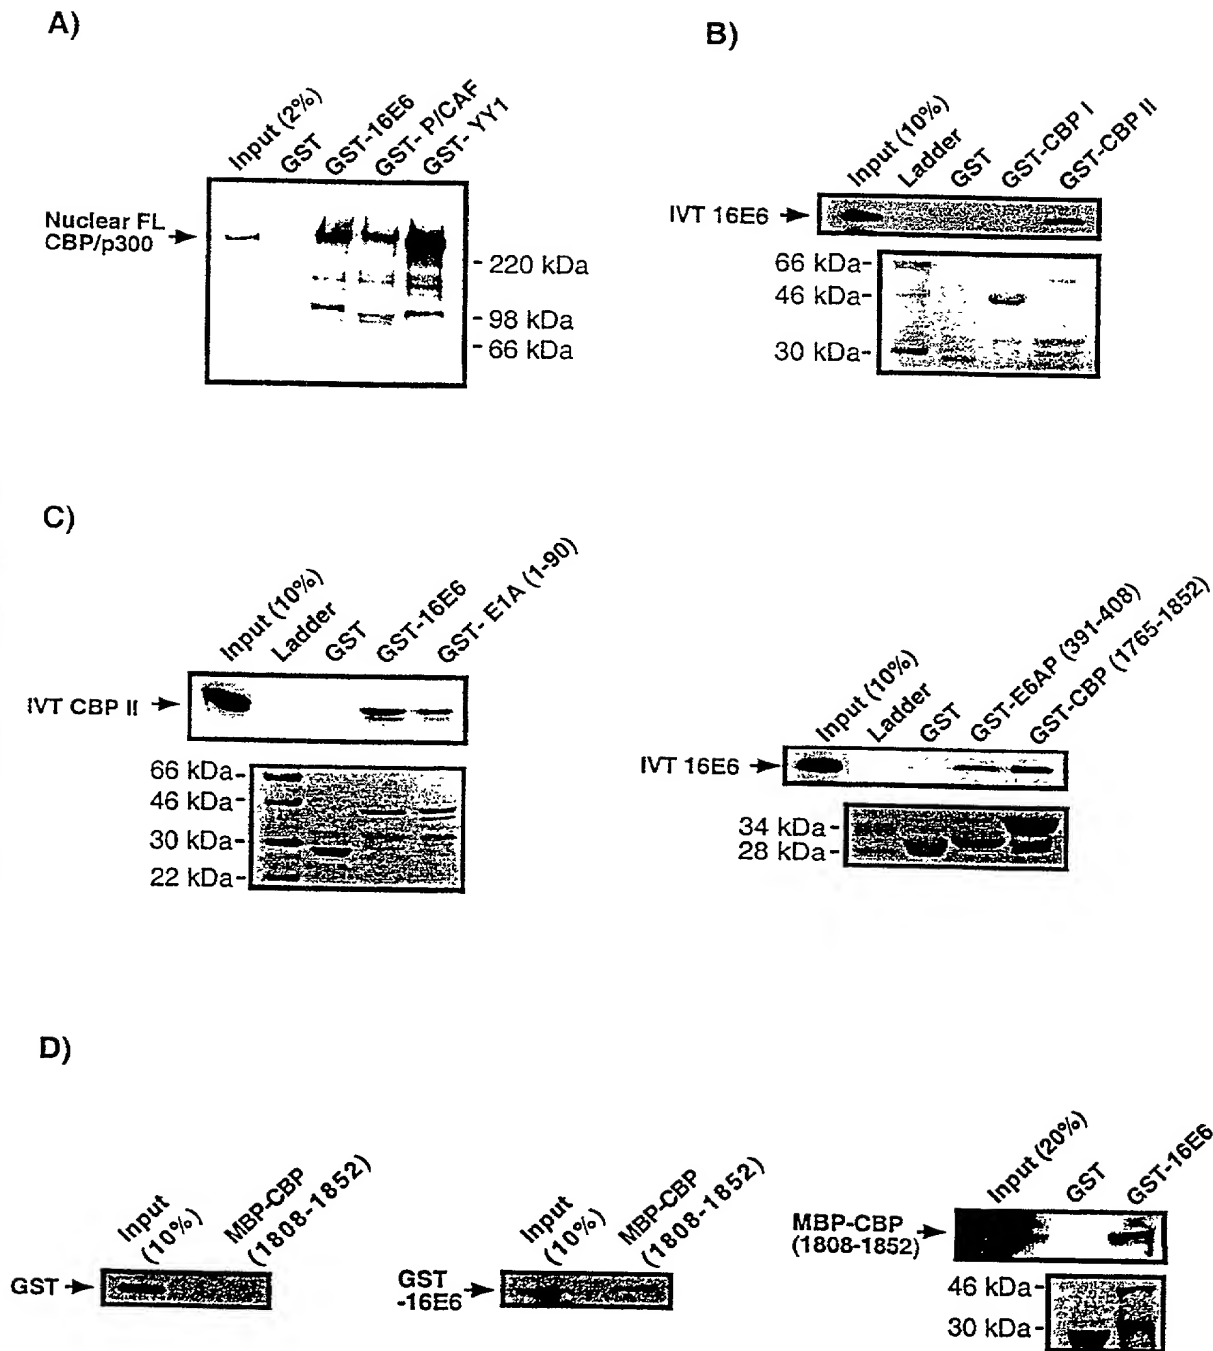 A)
Input (2%)
GST
GST-16E6
GST- P/CAF
GST- YY1
Nuclear FL
CBP/p300
220 kDa
98 kDa
66 kDa
B)
Input (10%)
Ladder
GST
GST-CBP I
GST-CBP II
IVT 16E6
66 kDa
46 kDa
30 kDa
C)
Input (10%)
Ladder
GST
GST-16E6
GST- E1A (1-90)
IVT CBP II
66 kDa
46 kDa
30 kDa
22 kDa
Input (10%)
Ladder
GST
GST-E6AP (391-408)
GST-CBP (1765-1852)
IVT 16E6
34 kDa
28 kDa
D)
Input
(10%)
MBP-CBP
(1808-1852)
GST
Input
(10%)
MBP-CBP
(1808-1852)
GST
-16E6
Input (20%)
GST
GST-16E6
MBP-CBP
(1808-1852)
46 kDa
30 kDa